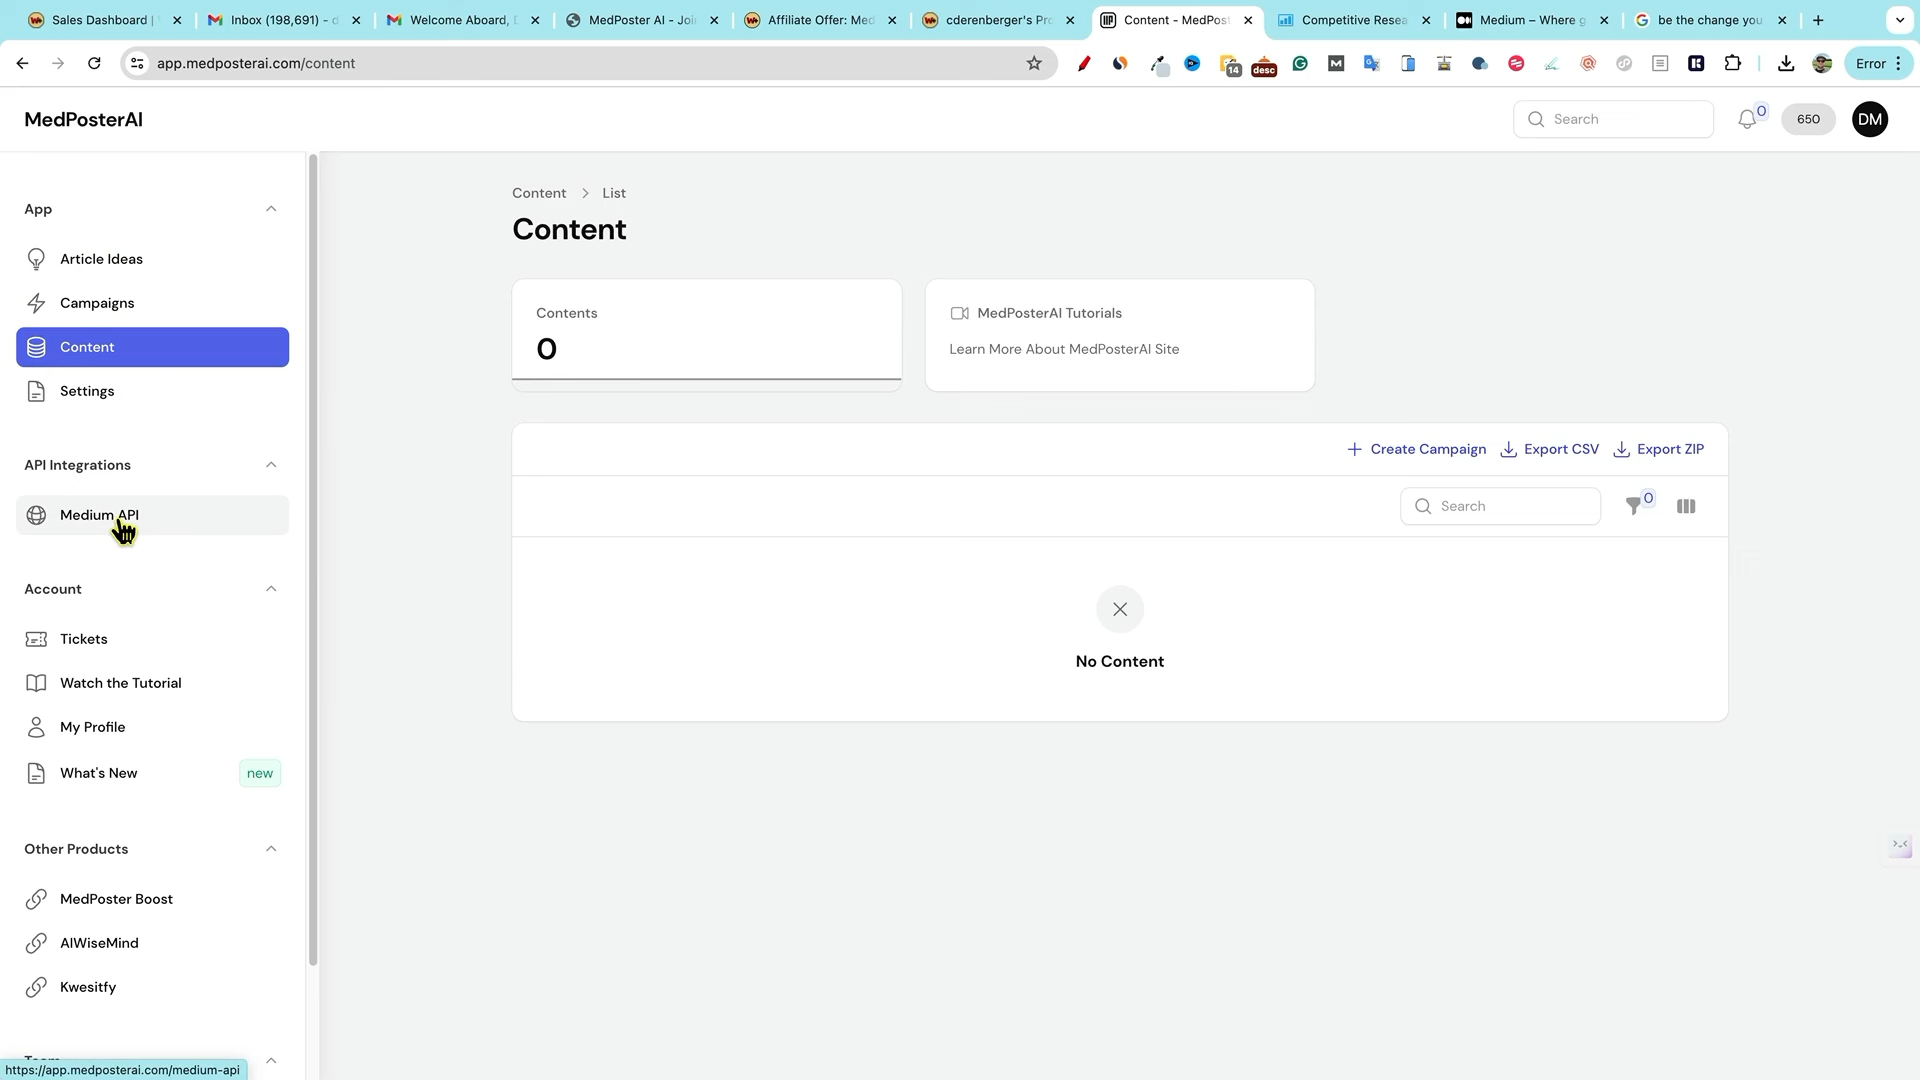 Sales Dashboard |
Inbox (198,691) - d
Welcome Aboard, D
MedPoster AI - Joi
Affiliate Offer: Med
cderenberger's Pro
Content - MedPost
Competitive Resea
Medium – Where g
be the change you
app.medposterai.com/content
14
desc
Error
MedPosterAI
Search
0
650
DM
App
Article Ideas
Campaigns
Content
Settings
API Integrations
Medium API
Account
Tickets
Watch the Tutorial
My Profile
What's New
new
Other Products
MedPoster Boost
AIWiseMind
Kwesitfy
https://app.medposterai.com/medium-api
Content > List
Content
Contents
0
MedPosterAI Tutorials
Learn More About MedPosterAI Site
Create Campaign
Export CSV
Export ZIP
Search
0
No Content